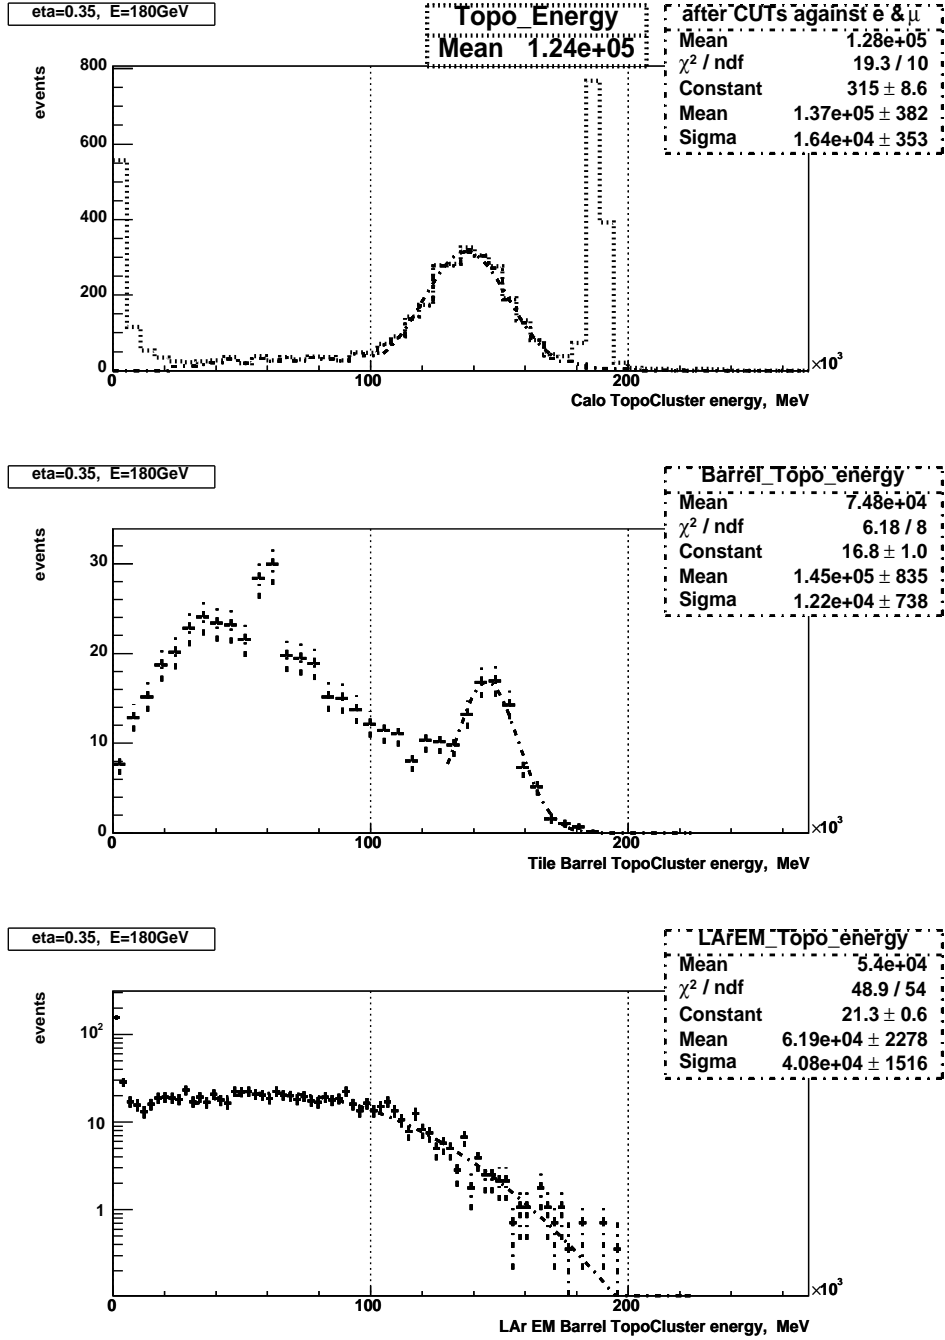 eta=0.35, E=180GeV
Topo_Energy
Mean 1.24e+05
after CUTs against e & μ
Mean 1.28e+05
χ² / ndf 19.3 / 10
Constant 315 ± 8.6
Mean 1.37e+05 ± 382
Sigma 1.64e+04 ± 353
events
800
600
400
200
0
0 100 200
×10³
Calo TopoCluster energy, MeV
eta=0.35, E=180GeV
Barrel_Topo_energy
Mean 7.48e+04
χ² / ndf 6.18 / 8
Constant 16.8 ± 1.0
Mean 1.45e+05 ± 835
Sigma 1.22e+04 ± 738
events
30
20
10
0
0 100 200
×10³
Tile Barrel TopoCluster energy, MeV
eta=0.35, E=180GeV
LArEM_Topo_energy
Mean 5.4e+04
χ² / ndf 48.9 / 54
Constant 21.3 ± 0.6
Mean 6.19e+04 ± 2278
Sigma 4.08e+04 ± 1516
events
10²
10
1
0 100 200
×10³
LAr EM Barrel TopoCluster energy, MeV